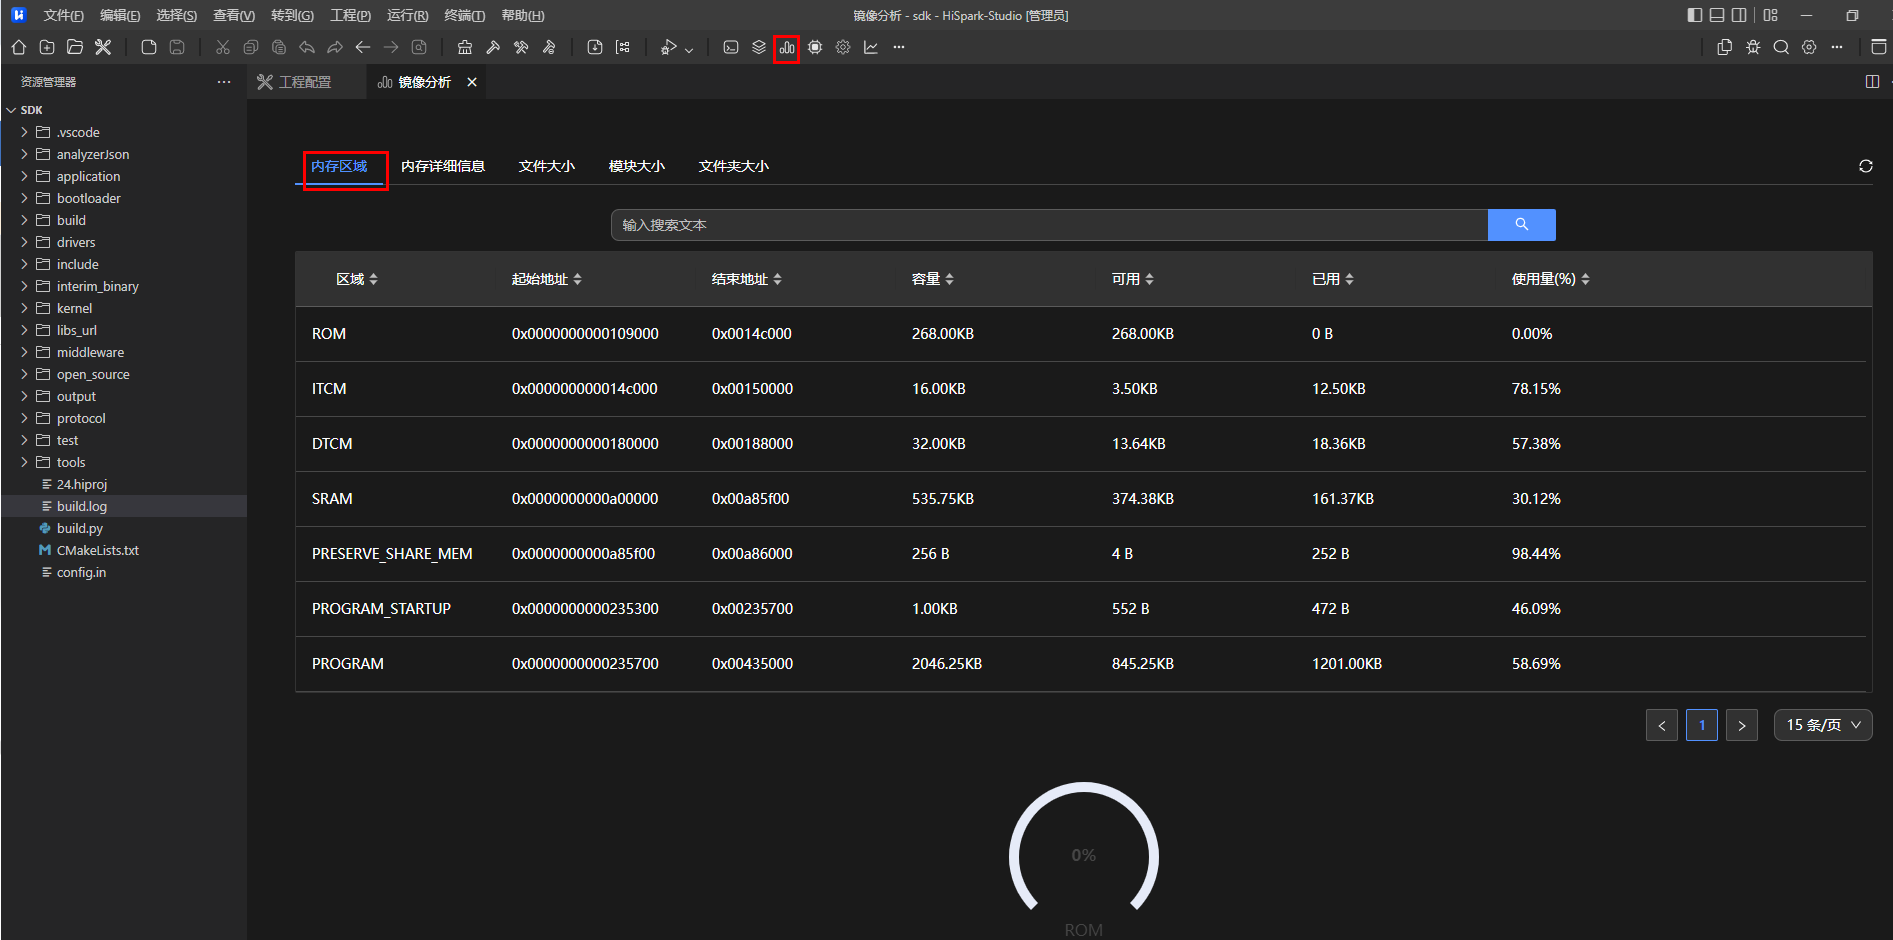 文件(F) 编辑(E) 选择(S) 查看(V) 转到(G) 工程(P) 运行(R) 终端(T) 帮助(H) 镜像分析 - sdk - HiSpark-Studio [管理员]
资源管理器
工程配置 镜像分析
SDK
.vscode
analyzerJson
application
bootloader
build
drivers
include
interim_binary
kernel
libs_url
middleware
open_source
output
protocol
test
tools
24.hiproj
build.log
build.py
CMakeLists.txt
config.in
内存区域 内存详细信息 文件大小 模块大小 文件夹大小
输入搜索文本
区域 起始地址 结束地址 容量 可用 已用 使用量(%)
ROM 0x0000000000109000 0x0014c000 268.00KB 268.00KB 0 B 0.00%
ITCM 0x000000000014c000 0x00150000 16.00KB 3.50KB 12.50KB 78.15%
DTCM 0x0000000000180000 0x00188000 32.00KB 13.64KB 18.36KB 57.38%
SRAM 0x0000000000a00000 0x00a85f00 535.75KB 374.38KB 161.37KB 30.12%
PRESERVE_SHARE_MEM 0x0000000000a85f00 0x00a86000 256 B 4 B 252 B 98.44%
PROGRAM_STARTUP 0x0000000000235300 0x00235700 1.00KB 552 B 472 B 46.09%
PROGRAM 0x0000000000235700 0x00435000 2046.25KB 845.25KB 1201.00KB 58.69%
1 15 条/页
0%
ROM